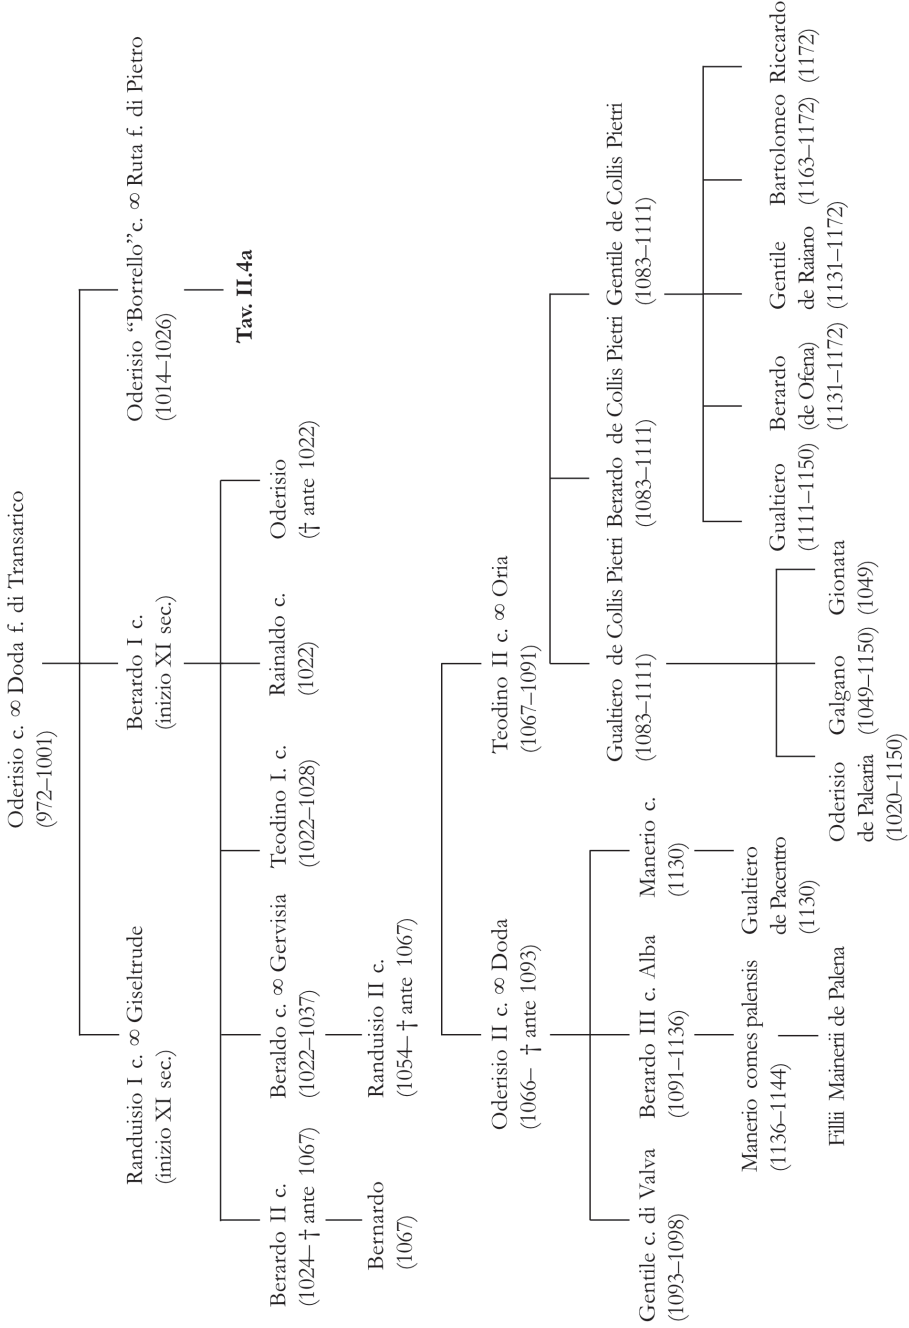 Oderisio c. ∞ Doda f. di Transarico
(972–1001)
Randuisio I c. ∞ Giseltrude
(inizio XI sec.)
Berardo I c.
(inizio XI sec.)
Oderisio “Borrello”c. ∞ Ruta f. di Pietro
(1014–1026)
Tav. II.4a
Berardo II c.
(1024– † ante 1067)
Beraldo c. ∞ Gervisia
(1022–1037)
Teodino I. c.
(1022–1028)
Rainaldo c.
(1022)
Oderisio
(† ante 1022)
Bernardo
(1067)
Randuisio II c.
(1054– † ante 1067)
Oderisio II c. ∞ Doda
(1066– † ante 1093)
Teodino II c. ∞ Oria
(1067–1091)
Gentile c. di Valva
(1093–1098)
Berardo III c. Alba
(1091–1136)
Manerio c.
(1130)
Gualtiero de Collis Pietri
(1083–1111)
Berardo de Collis Pietri
(1083–1111)
Gentile de Collis Pietri
(1083–1111)
Manerio comes palensis
(1136–1144)
Gualtiero
de Pacentro
(1130)
Fillii Mainerii de Palena
Oderisio
de Palearia
(1020–1150)
Galgano
(1049–1150)
Gionata
(1049)
Gualtiero
(1111–1150)
Berardo
(de Ofena)
(1131–1172)
Gentile
de Raiano
(1131–1172)
Bartolomeo
(1163–1172)
Riccardo
(1172)